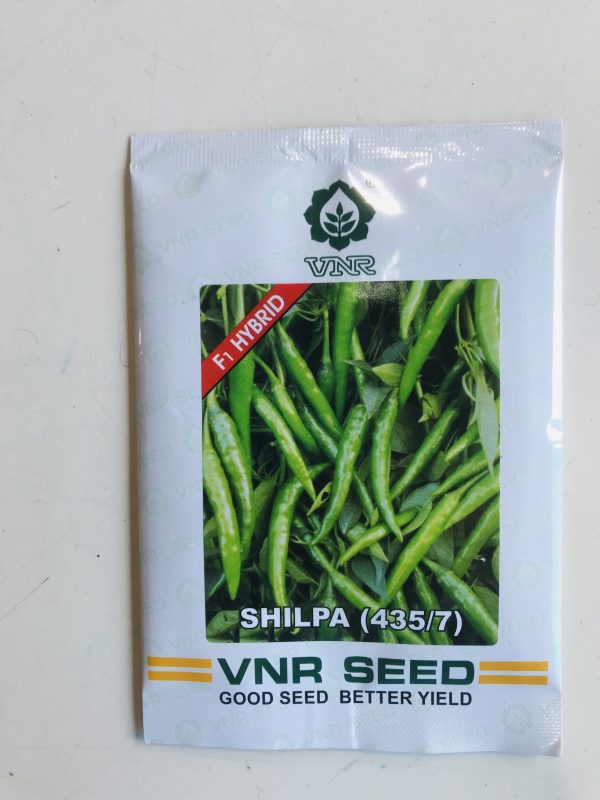 VNR
F1 HYBRID
SHILPA (435/7)
VNR SEED
GOOD SEED BETTER YIELD